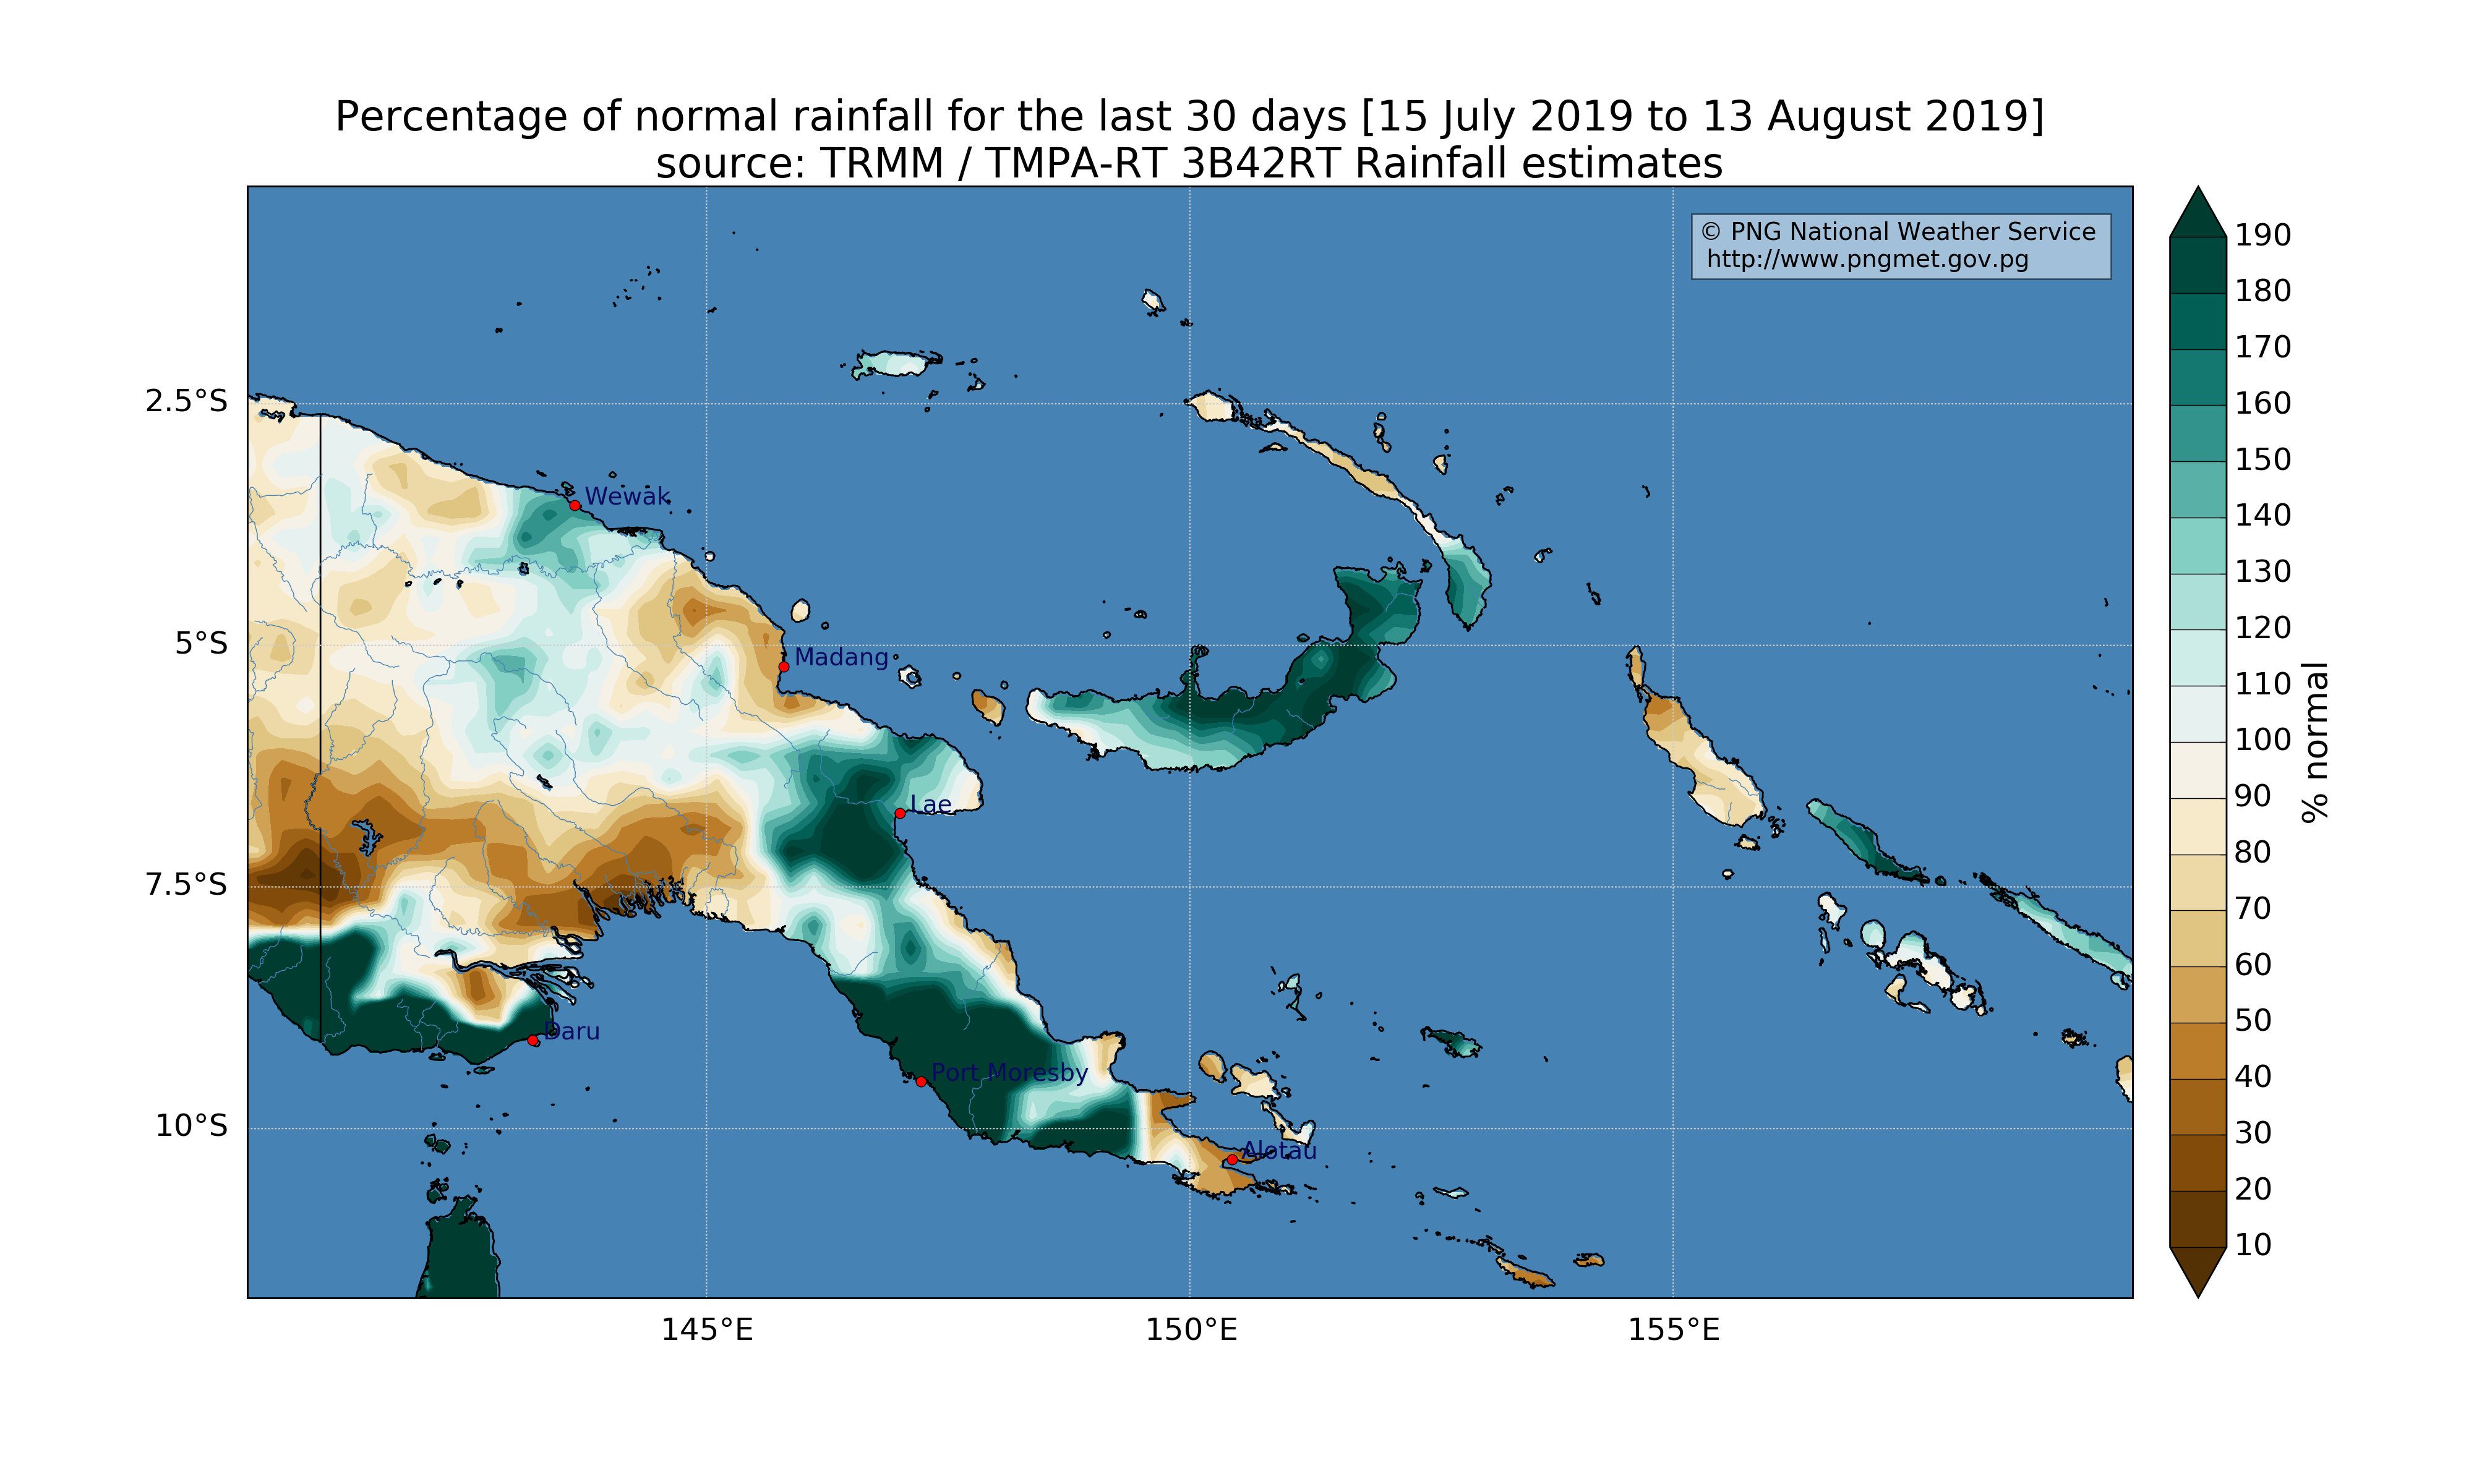 Percentage of normal rainfall for the last 30 days [15 July 2019 to 13 August 2019]
source: TRMM / TMPA-RT 3B42RT Rainfall estimates
© PNG National Weather Service
http://www.pngmet.gov.pg
2.5°S
5°S
7.5°S
10°S
Wewak
Madang
Lae
Daru
Port Moresby
Alotau
145°E
150°E
155°E
190
180
170
160
150
140
130
120
110
100
90
80
70
60
50
40
30
20
10
% normal